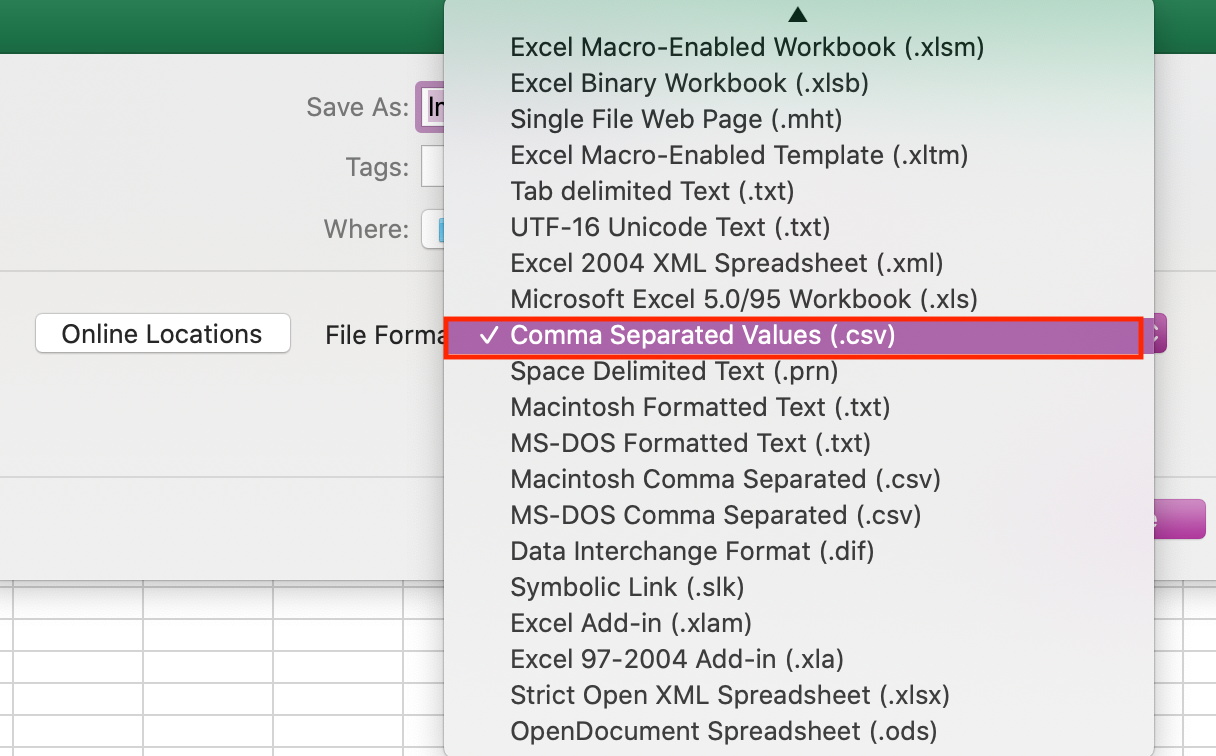 Excel Macro-Enabled Workbook (.xlsm)
Excel Binary Workbook (.xlsb)
Save As:
Single File Web Page (.mht)
Excel Macro-Enabled Template (.xltm)
Tags:
Tab delimited Text (.txt)
UTF-16 Unicode Text (.txt)
Where:
Excel 2004 XML Spreadsheet (.xml)
Microsoft Excel 5.0/95 Workbook (.xls)
Online Locations
File Forma
✓ Comma Separated Values (.csv)
Space Delimited Text (.prn)
Macintosh Formatted Text (.txt)
MS-DOS Formatted Text (.txt)
Macintosh Comma Separated (.csv)
MS-DOS Comma Separated (.csv)
Data Interchange Format (.dif)
Symbolic Link (.slk)
Excel Add-in (.xlam)
Excel 97-2004 Add-in (.xla)
Strict Open XML Spreadsheet (.xlsx)
OpenDocument Spreadsheet (.ods)